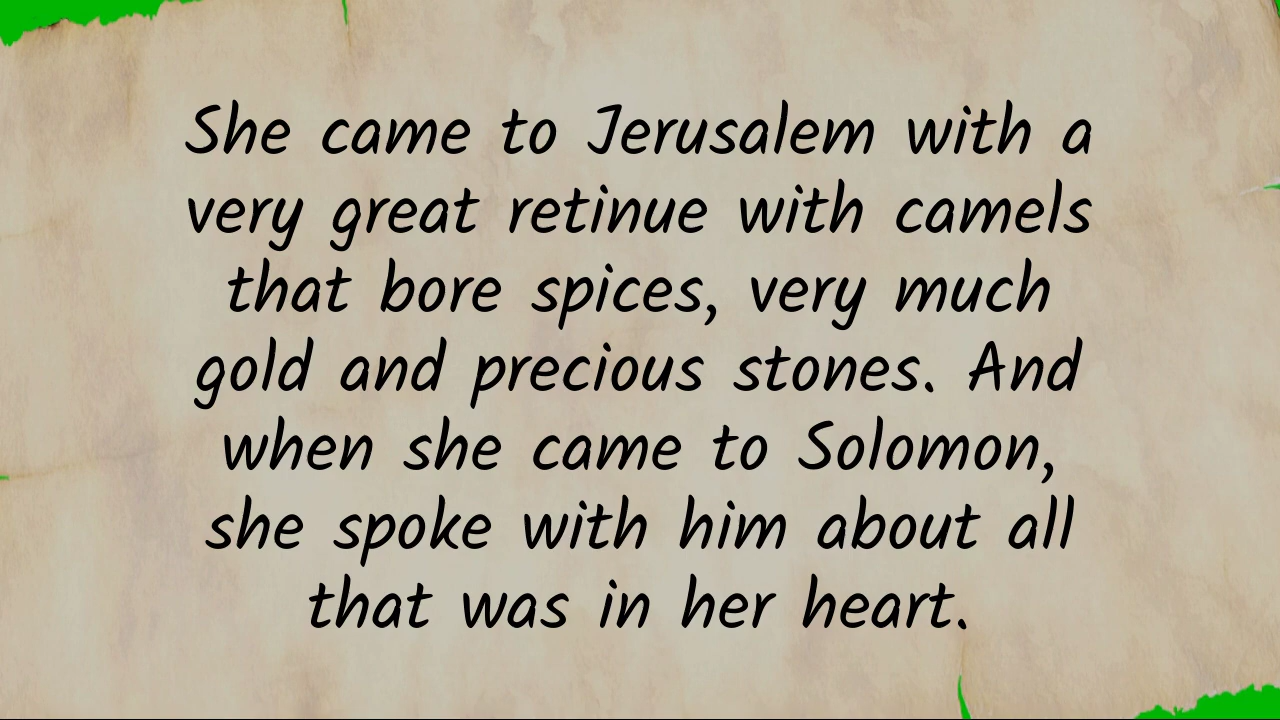 She came to Jerusalem with a
very great retinue with camels
that bore spices, very much
gold and precious stones. And
when she came to Solomon,
she spoke with him about all
that was in her heart.